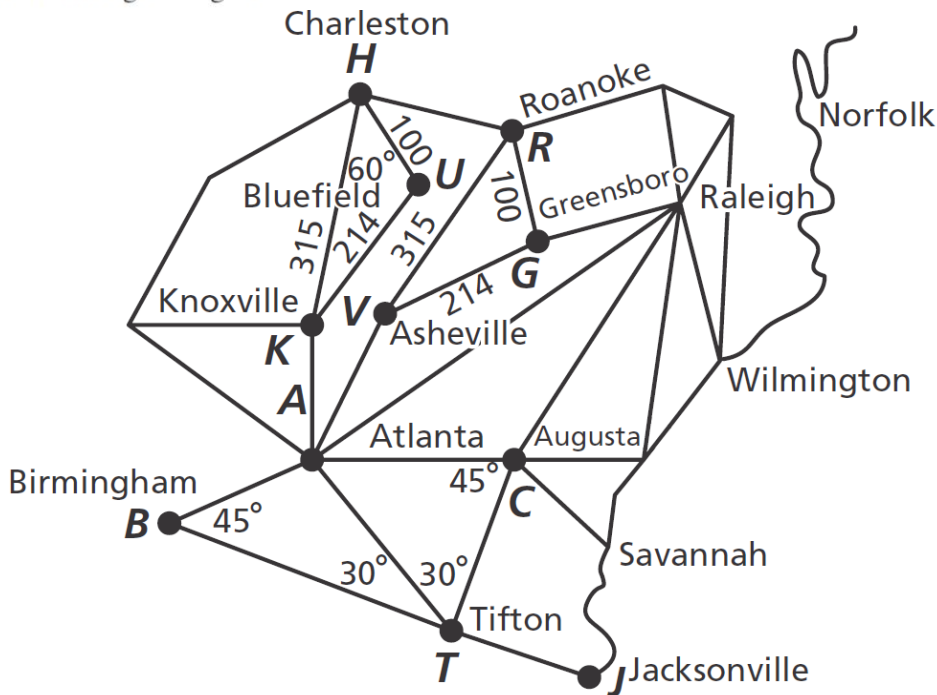 Charleston
H
Roanoke
Norfolk
100
R
60°
U
Bluefield
100
Greensboro
Raleigh
315
214
315
G
214
Knoxville
V
Asheville
K
Wilmington
A
Atlanta
Augusta
45°
C
Birmingham
B
45°
Savannah
30°
30°
Tifton
T
J
Jacksonville